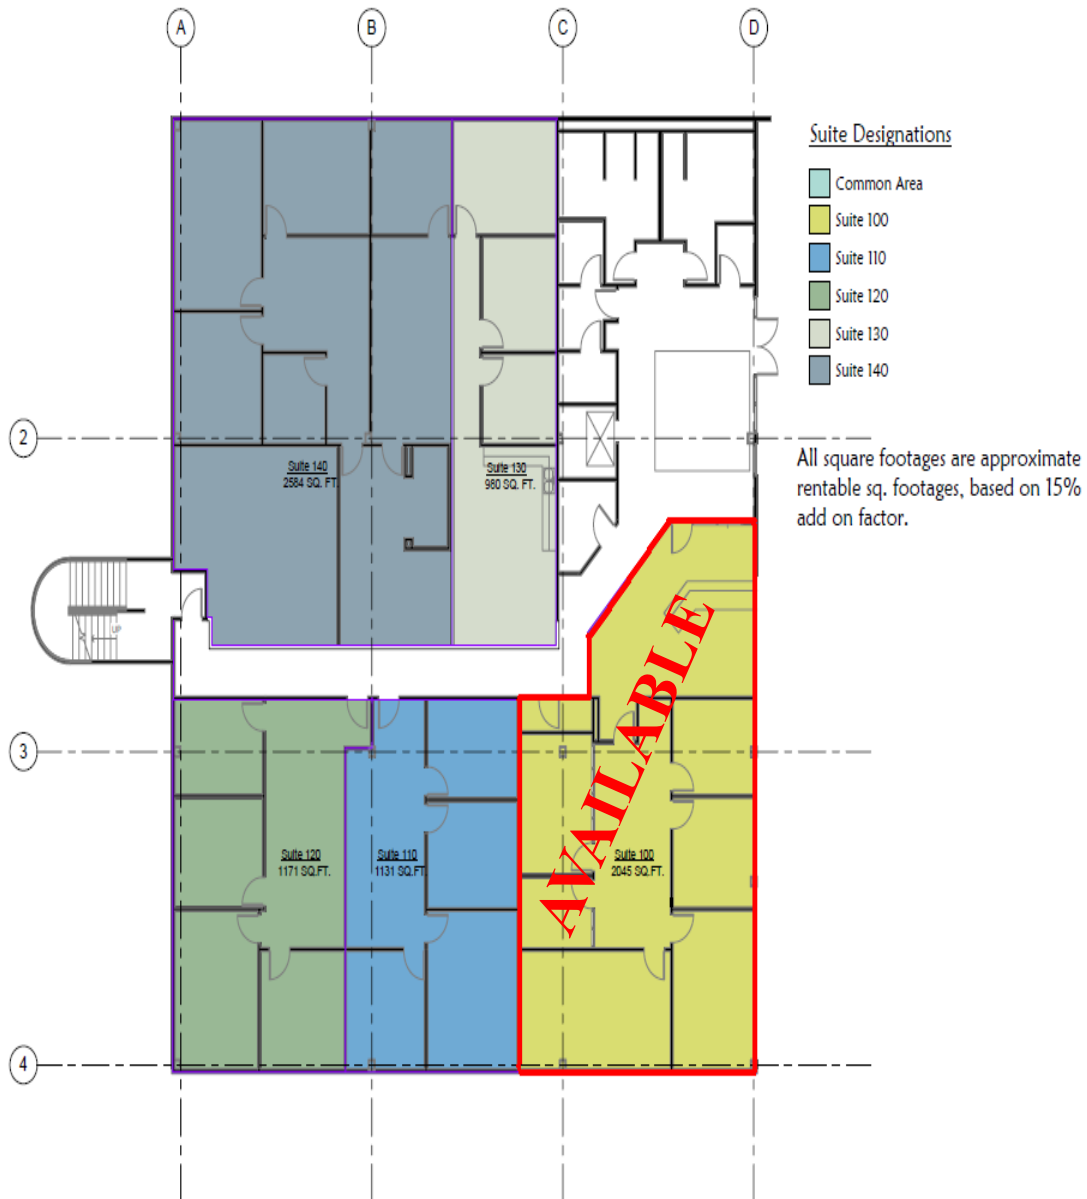 A
B
C
D
Suite Designations
Common Area
Suite 100
Suite 110
Suite 120
Suite 130
Suite 140
2
All square footages are approximate
rentable sq. footages, based on 15%
add on factor.
Suite 140
2584 SQ. FT.
Suite 130
980 SQ. FT.
UP
AVAILABLE
3
Suite 120
1171 SQ.FT.
Suite 110
1131 SQ.FT.
Suite 100
2045 SQ.FT.
4